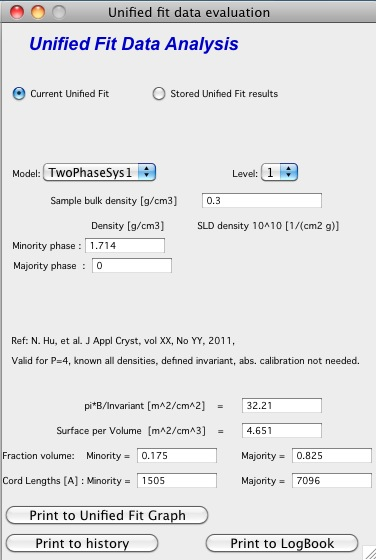 Unified fit data evaluation
Unified Fit Data Analysis
Current Unified Fit Stored Unified Fit results
Model: TwoPhaseSys1 Level: 1
Sample bulk density [g/cm3] 0.3
Density [g/cm3] SLD density 10^10 [1/(cm2 g)]
Minority phase : 1.714
Majority phase : 0
Ref: N. Hu, et al. J Appl Cryst, vol XX, No YY, 2011,
Valid for P=4, known all densities, defined invariant, abs. calibration not needed.
pi*B/Invariant [m^2/cm^2] = 32.21
Surface per Volume [m^2/cm^3] = 4.651
Fraction volume: Minority = 0.175 Majority = 0.825
Cord Lengths [A] : Minority = 1505 Majority = 7096
Print to Unified Fit Graph
Print to history Print to LogBook